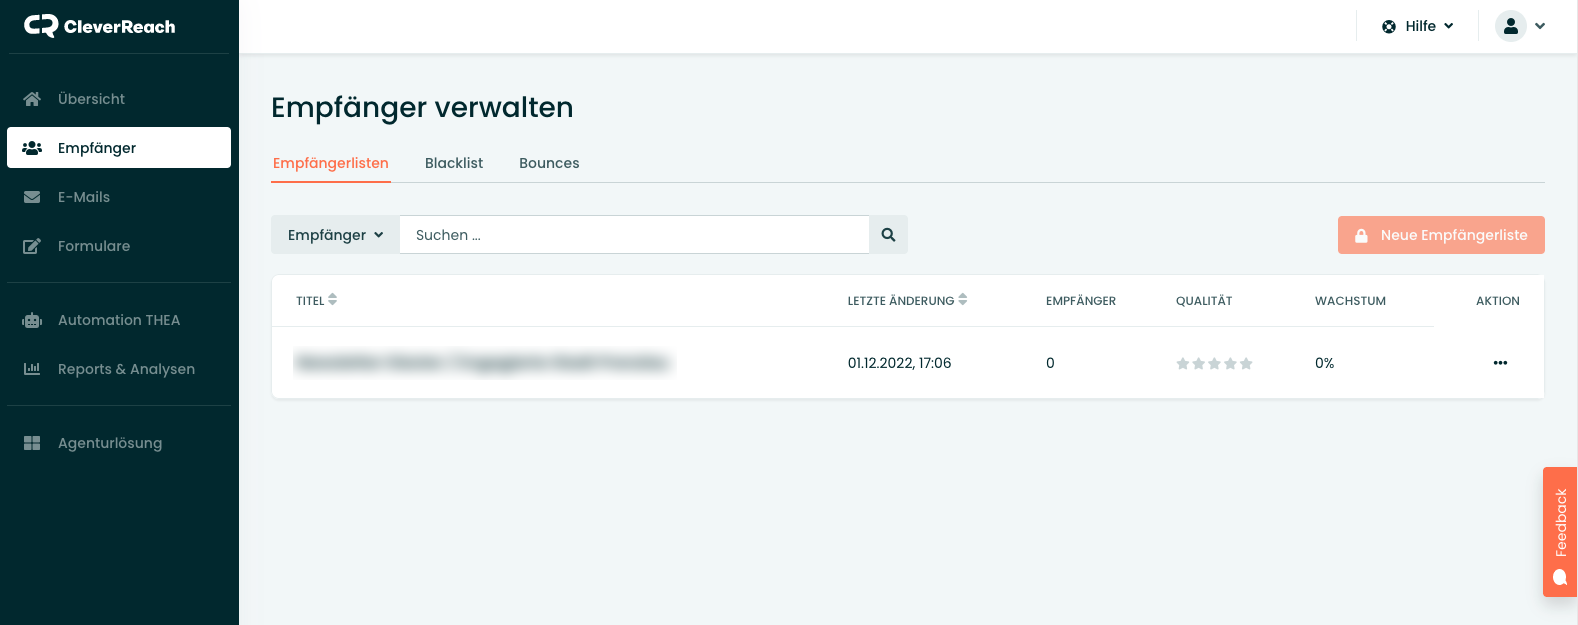 CleverReach
Hilfe
Übersicht
Empfänger
E-Mails
Formulare
Automation THEA
Reports & Analysen
Agenturlösung
Empfänger verwalten
Empfängerlisten Blacklist Bounces
Empfänger Suchen ... Neue Empfängerliste
TITEL LETZTE ÄNDERUNG EMPFÄNGER QUALITÄT WACHSTUM AKTION
01.12.2022, 17:06 0 0%
Feedback